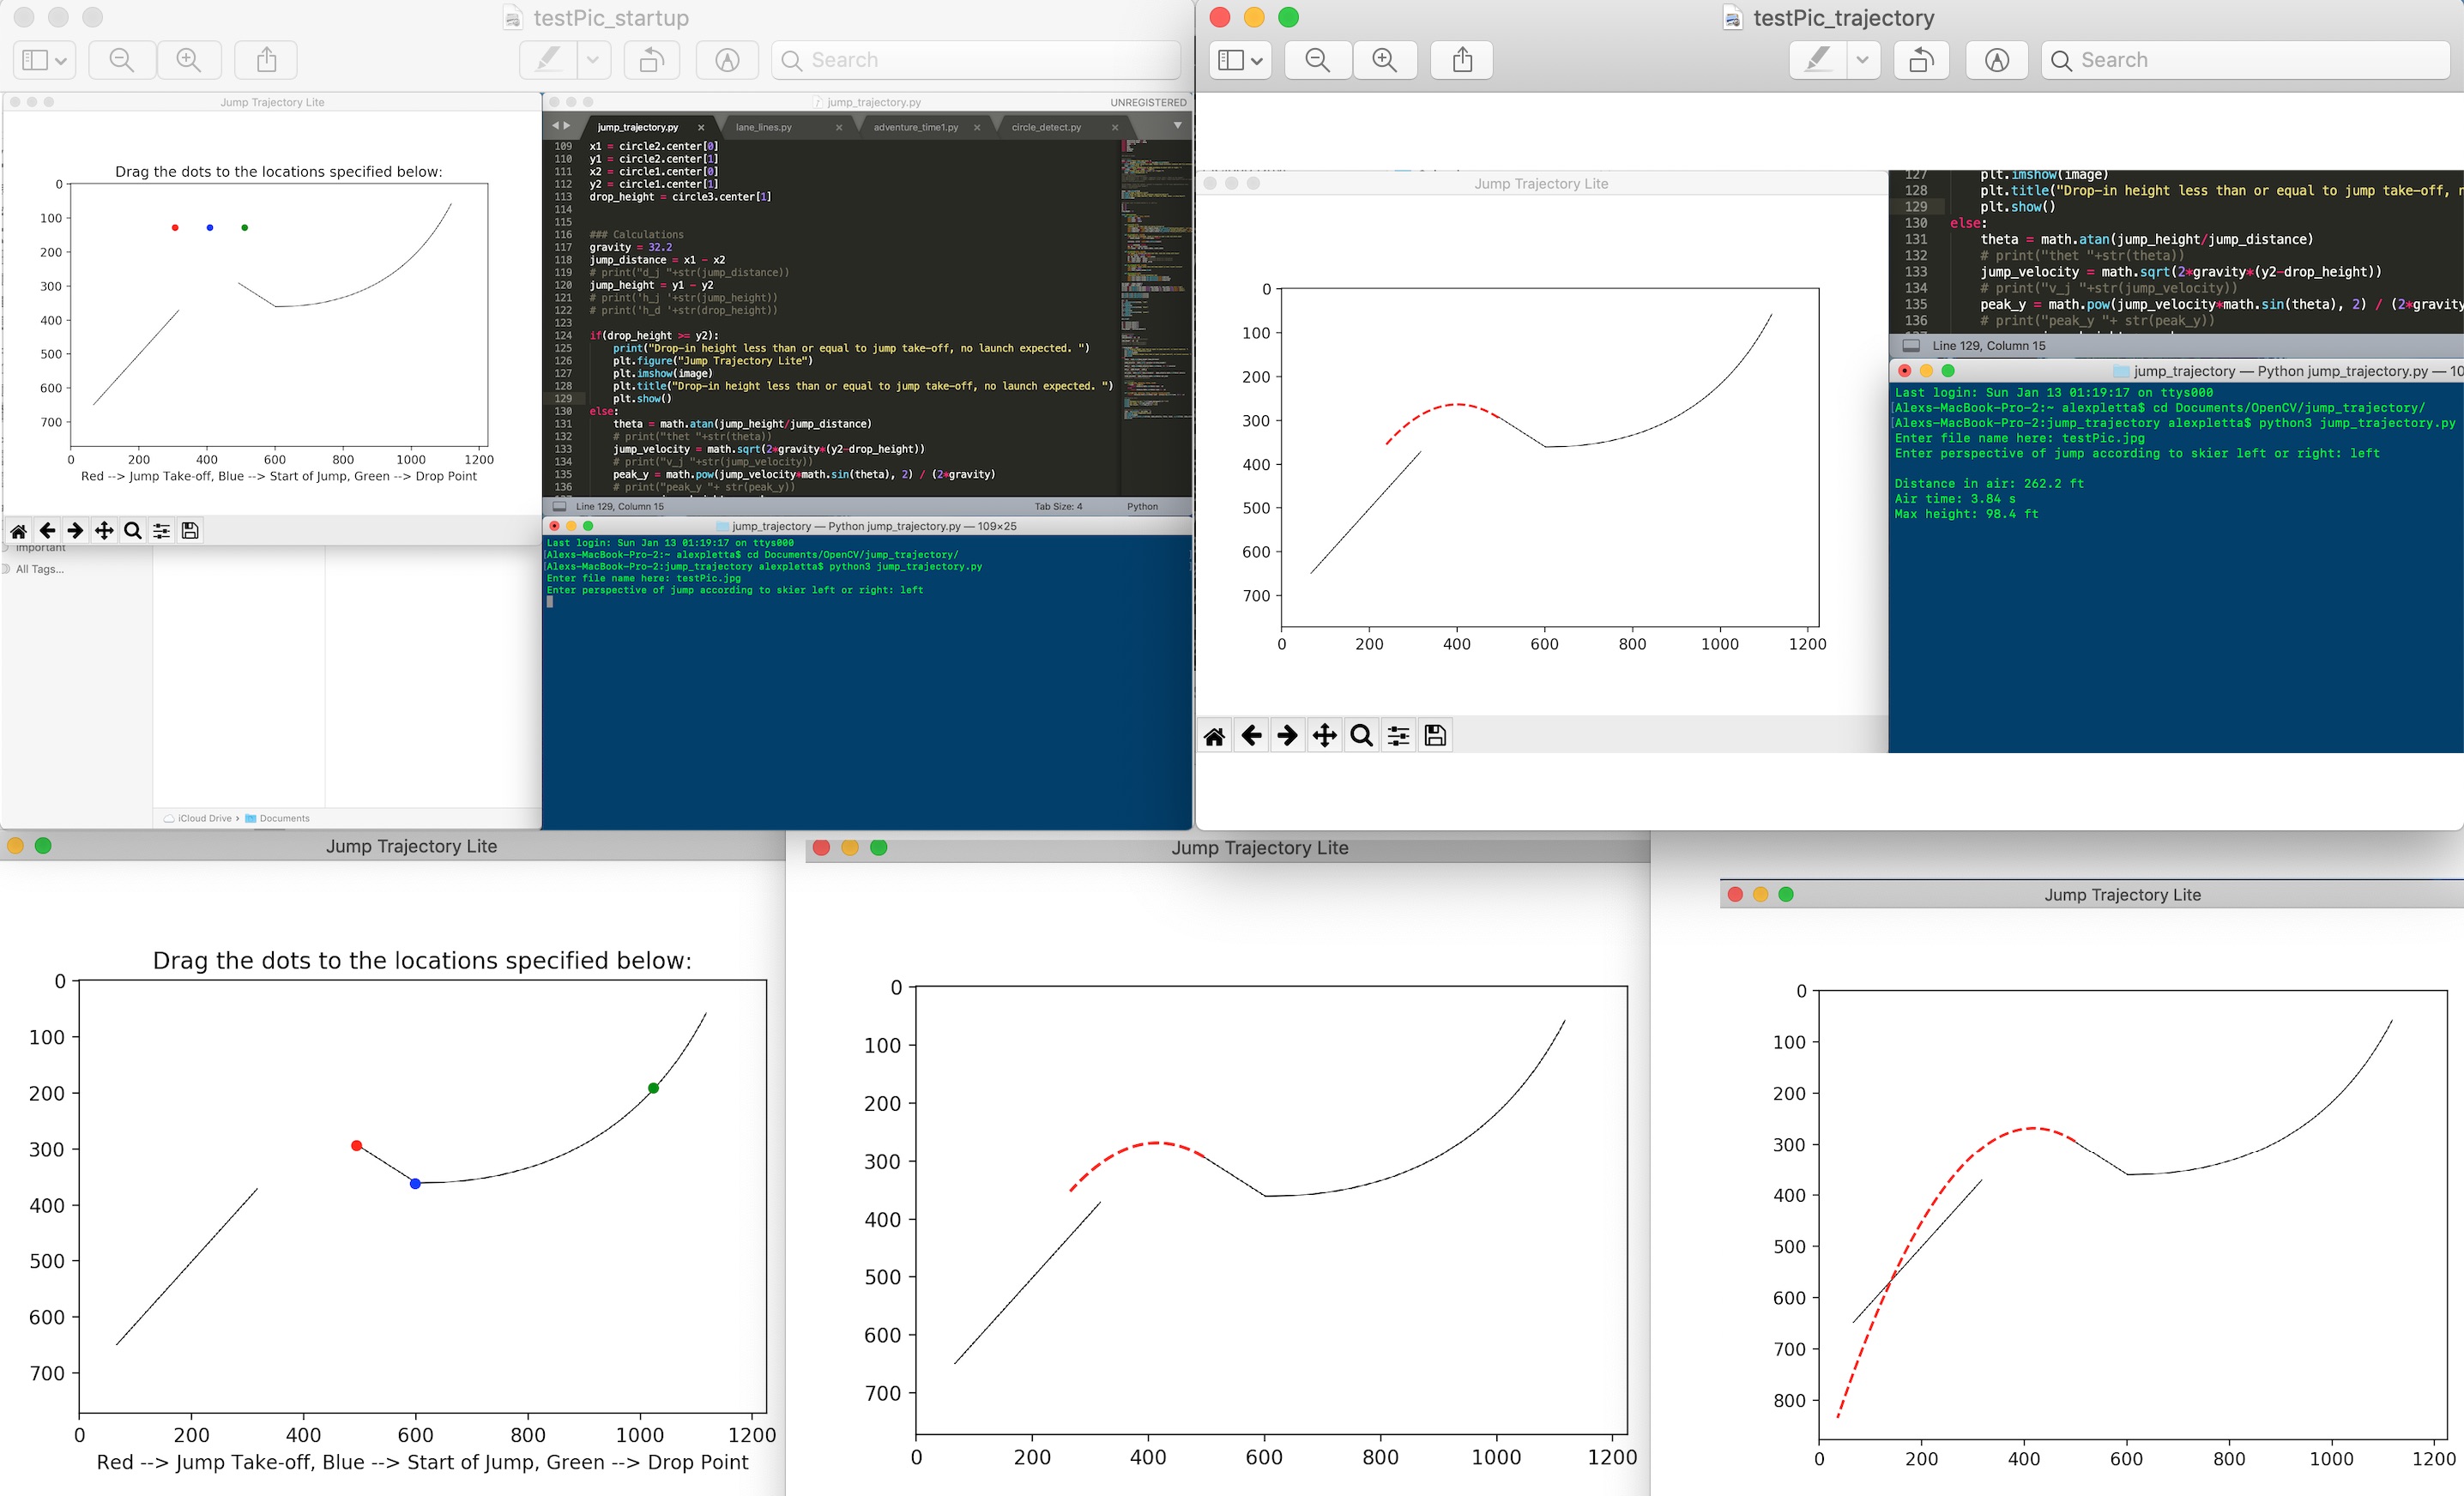 testPic_startup
Search
Jump Trajectory Lite
Drag the dots to the locations specified below:
0
100
200
300
400
500
600
700
0 200 400 600 800 1000 1200
Red --> Jump Take-off, Blue --> Start of Jump, Green --> Drop Point
Important
All Tags...
iCloud Drive › Documents
jump_trajectory.py
UNREGISTERED
jump_trajectory.py × lane_lines.py × adventure_time1.py × circle_detect.py ×
109 x1 = circle2.center[0]
110 y1 = circle2.center[1]
111 x2 = circle1.center[0]
112 y2 = circle1.center[1]
113 drop_height = circle3.center[1]
114
115
116 ### Calculations
117 gravity = 32.2
118 jump_distance = x1 - x2
119 # print("d_j "+str(jump_distance))
120 jump_height = y1 - y2
121 # print('h_j '+str(jump_height))
122 # print('h_d '+str(drop_height))
123
124 if(drop_height >= y2):
125 print("Drop-in height less than or equal to jump take-off, no launch expected. ")
126 plt.figure("Jump Trajectory Lite")
127 plt.imshow(image)
128 plt.title("Drop-in height less than or equal to jump take-off, no launch expected. ")
129 plt.show()
130 else:
131 theta = math.atan(jump_height/jump_distance)
132 # print("thet "+str(theta))
133 jump_velocity = math.sqrt(2*gravity*(y2-drop_height))
134 # print("v_j "+str(jump_velocity))
135 peak_y = math.pow(jump_velocity*math.sin(theta), 2) / (2*gravity)
136 # print("peak_y "+ str(peak_y))
Line 129, Column 15
Tab Size: 4
Python
jump_trajectory — Python jump_trajectory.py — 109×25
Last login: Sun Jan 13 01:19:17 on ttys000
[Alexs-MacBook-Pro-2:~ alexpletta$ cd Documents/OpenCV/jump_trajectory/
[Alexs-MacBook-Pro-2:jump_trajectory alexpletta$ python3 jump_trajectory.py
Enter file name here: testPic.jpg
Enter perspective of jump according to skier left or right: left
testPic_trajectory
Search
Jump Trajectory Lite
0
100
200
300
400
500
600
700
0 200 400 600 800 1000 1200
127 plt.imshow(image)
128 plt.title("Drop-in height less than or equal to jump take-off,
129 plt.show()
130 else:
131 theta = math.atan(jump_height/jump_distance)
132 # print("thet "+str(theta))
133 jump_velocity = math.sqrt(2*gravity*(y2-drop_height))
134 # print("v_j "+str(jump_velocity))
135 peak_y = math.pow(jump_velocity*math.sin(theta), 2) / (2*gravity
136 # print("peak_y "+ str(peak_y))
Line 129, Column 15
jump_trajectory — Python jump_trajectory.py — 10
Last login: Sun Jan 13 01:19:17 on ttys000
[Alexs-MacBook-Pro-2:~ alexpletta$ cd Documents/OpenCV/jump_trajectory/
[Alexs-MacBook-Pro-2:jump_trajectory alexpletta$ python3 jump_trajectory.py
Enter file name here: testPic.jpg
Enter perspective of jump according to skier left or right: left
Distance in air: 262.2 ft
Air time: 3.84 s
Max height: 98.4 ft
Jump Trajectory Lite
Drag the dots to the locations specified below:
0
100
200
300
400
500
600
700
0 200 400 600 800 1000 1200
Red --> Jump Take-off, Blue --> Start of Jump, Green --> Drop Point
Jump Trajectory Lite
0
100
200
300
400
500
600
700
0 200 400 600 800 1000 1200
Jump Trajectory Lite
0
100
200
300
400
500
600
700
800
0 200 400 600 800 1000 1200